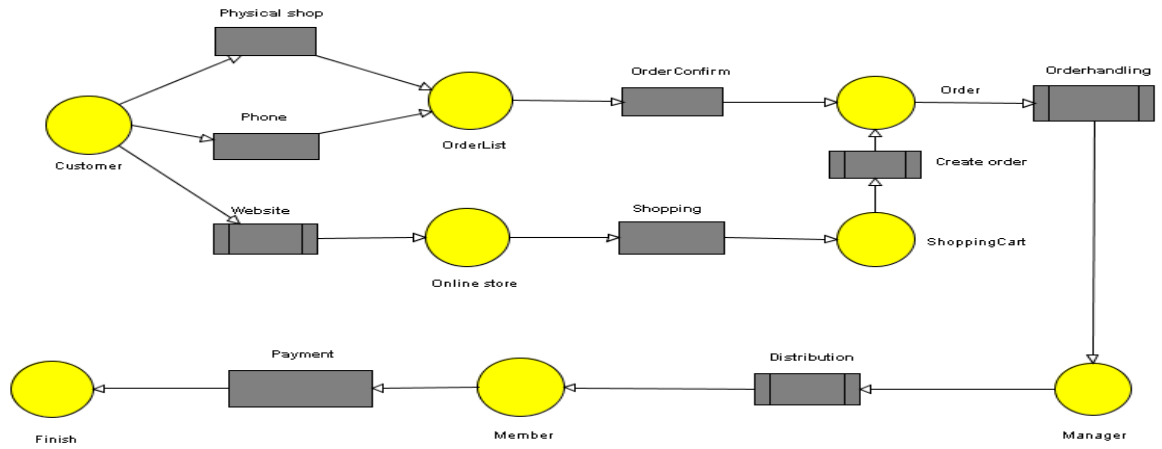 Physical shop
OrderConfirm
Orderhandling
Order
Phone
OrderList
Customer
Create order
Website
Shopping
ShoppingCart
Online store
Payment
Distribution
Finish
Member
Manager